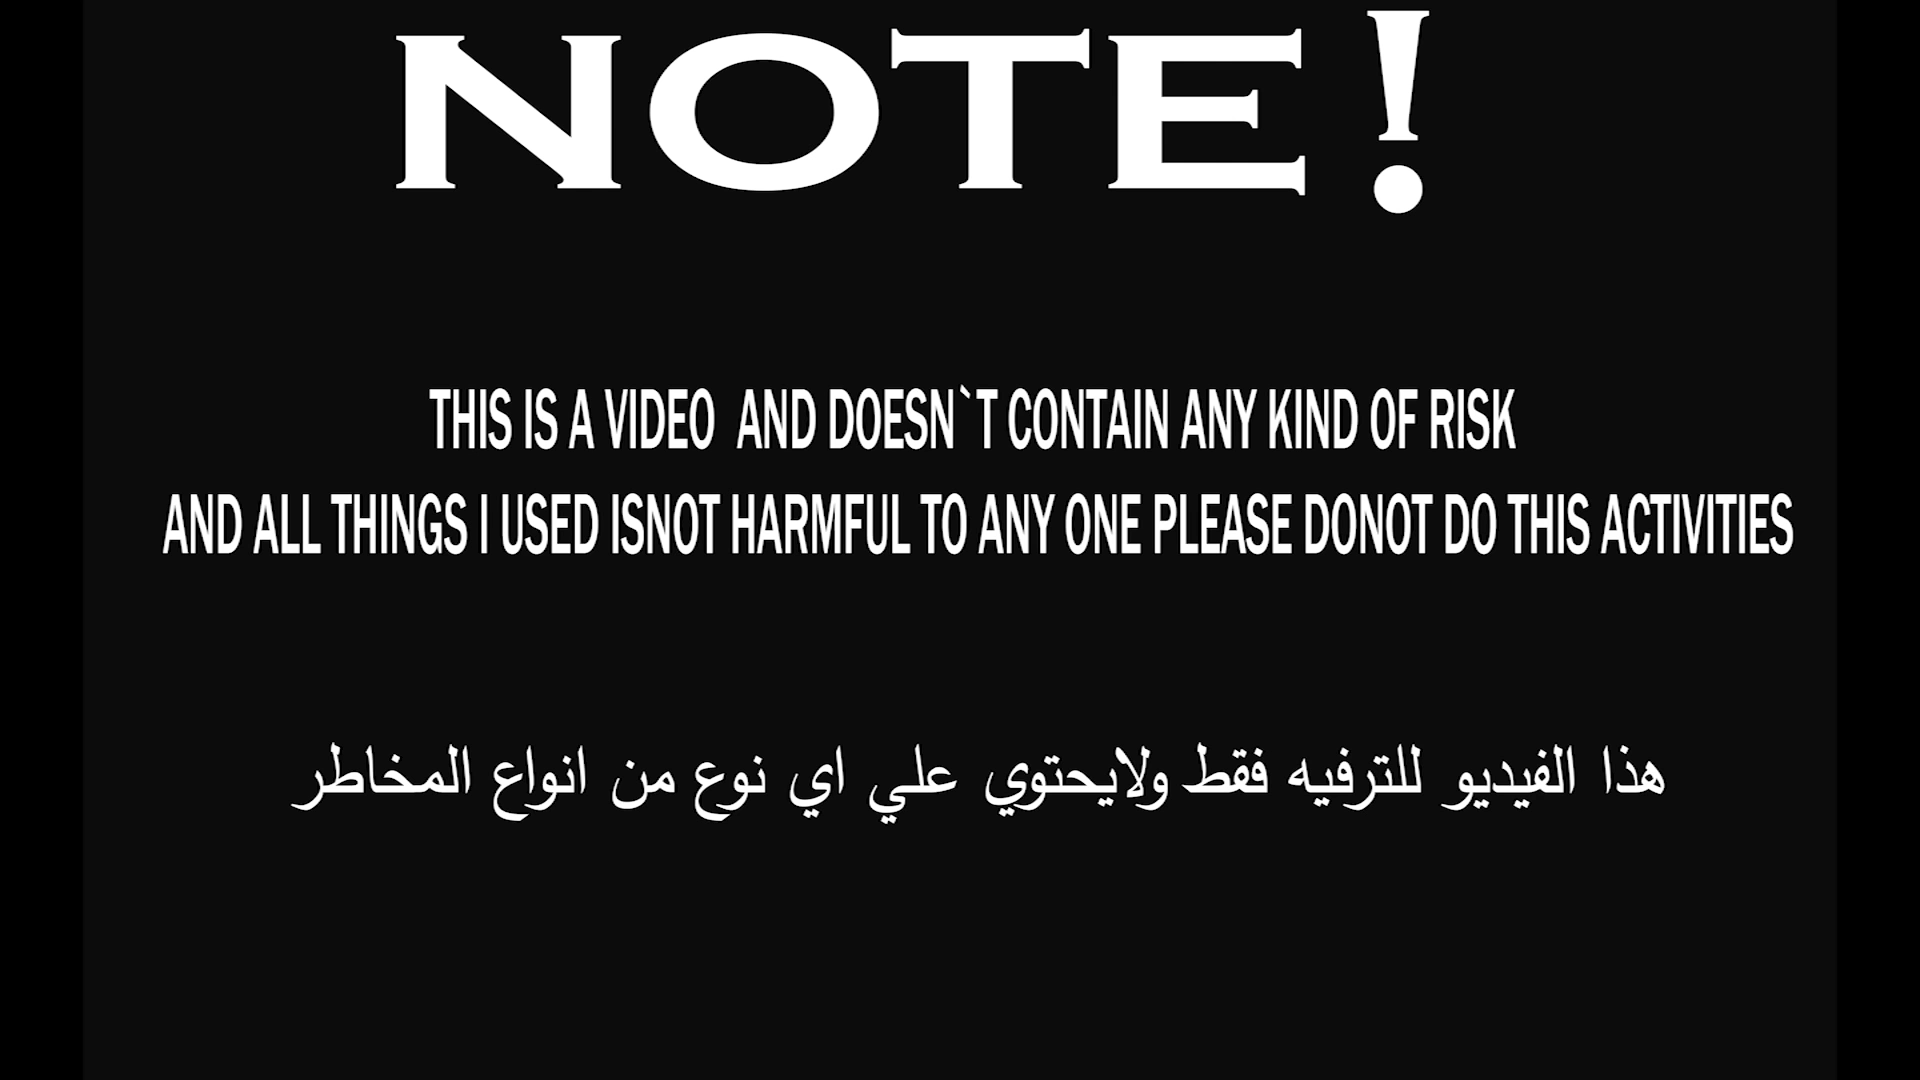 NOTE!
THIS IS A VIDEO AND DOESN`T CONTAIN ANY KIND OF RISK
AND ALL THINGS I USED ISNOT HARMFUL TO ANY ONE PLEASE DONOT DO THIS ACTIVITIES
هذا الفيديو للترفيه فقط ولايحتوي علي اي نوع من انواع المخاطر